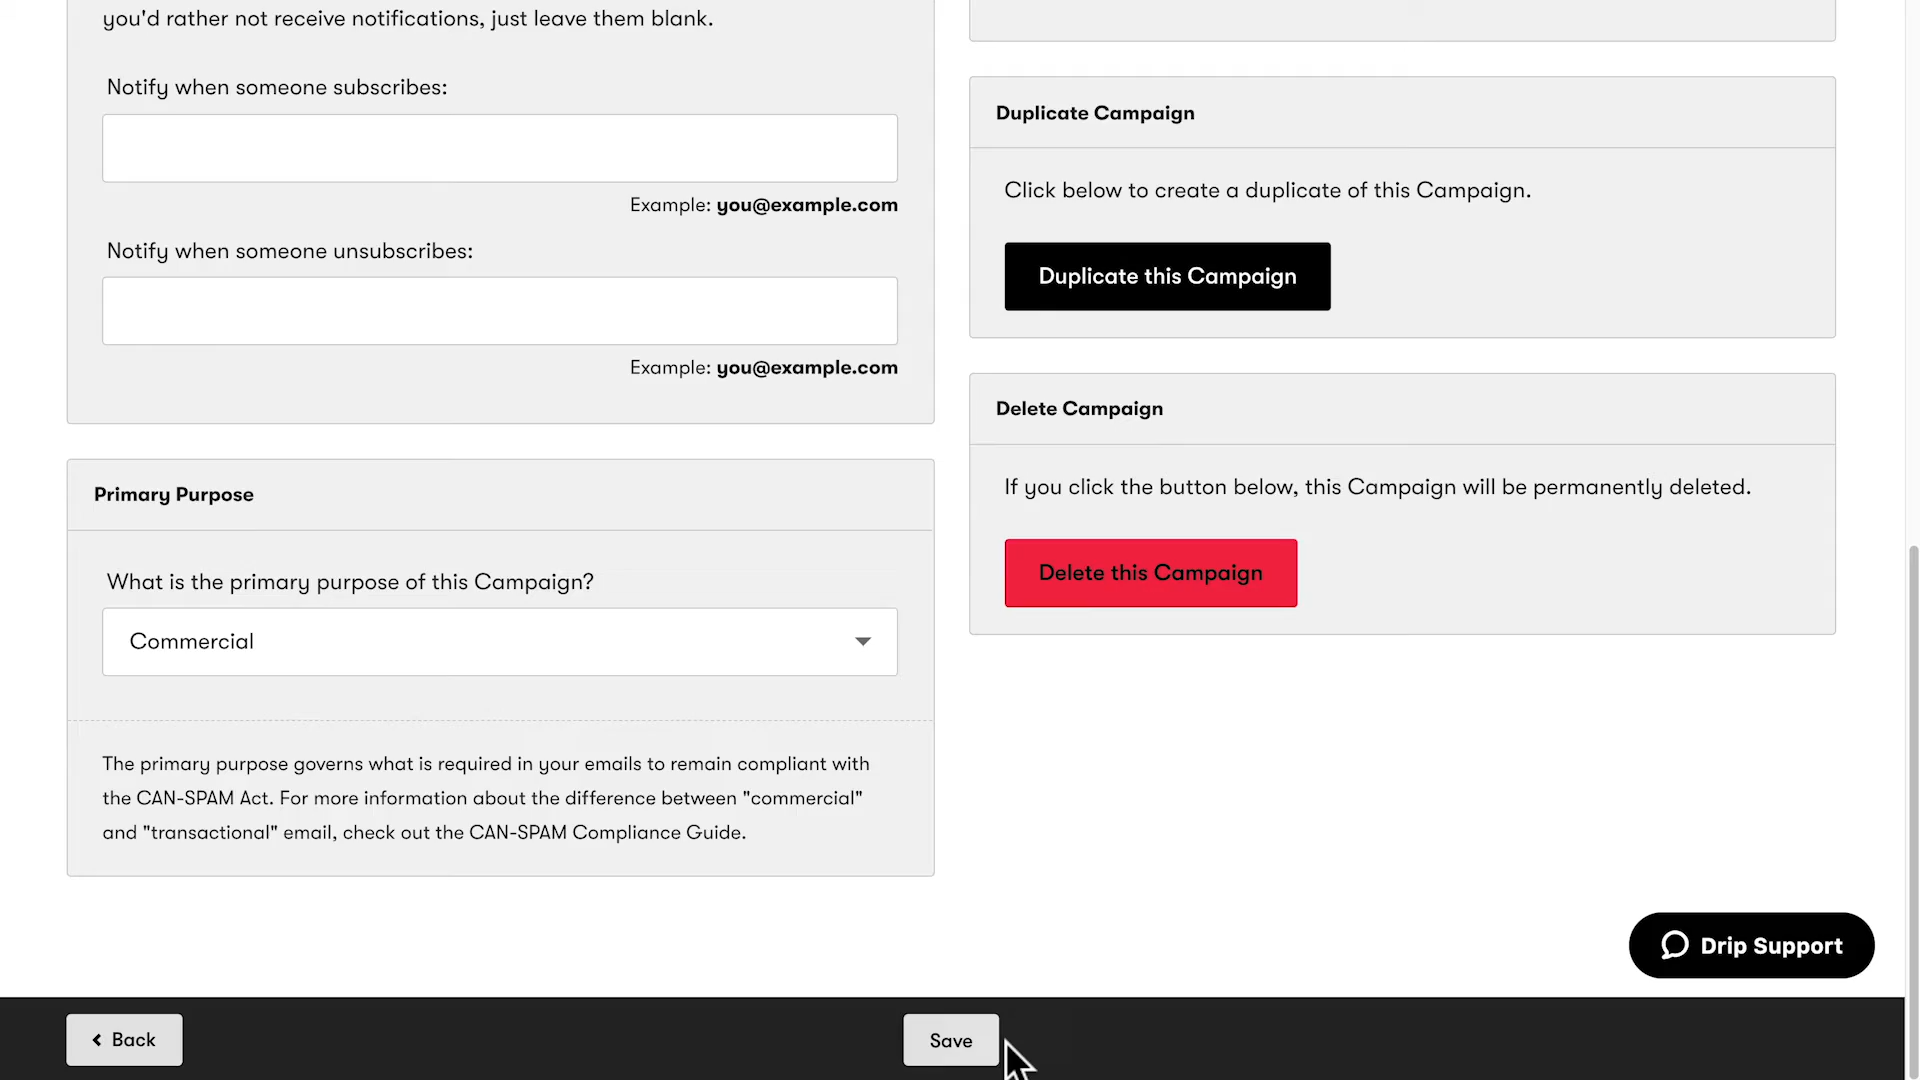 you'd rather not receive notifications, just leave them blank.
Notify when someone subscribes:
Example: you@example.com
Notify when someone unsubscribes:
Example: you@example.com
Primary Purpose
What is the primary purpose of this Campaign?
Commercial
The primary purpose governs what is required in your emails to remain compliant with
the CAN-SPAM Act. For more information about the difference between "commercial"
and "transactional" email, check out the CAN-SPAM Compliance Guide.
Duplicate Campaign
Click below to create a duplicate of this Campaign.
Duplicate this Campaign
Delete Campaign
If you click the button below, this Campaign will be permanently deleted.
Delete this Campaign
Drip Support
Back
Save